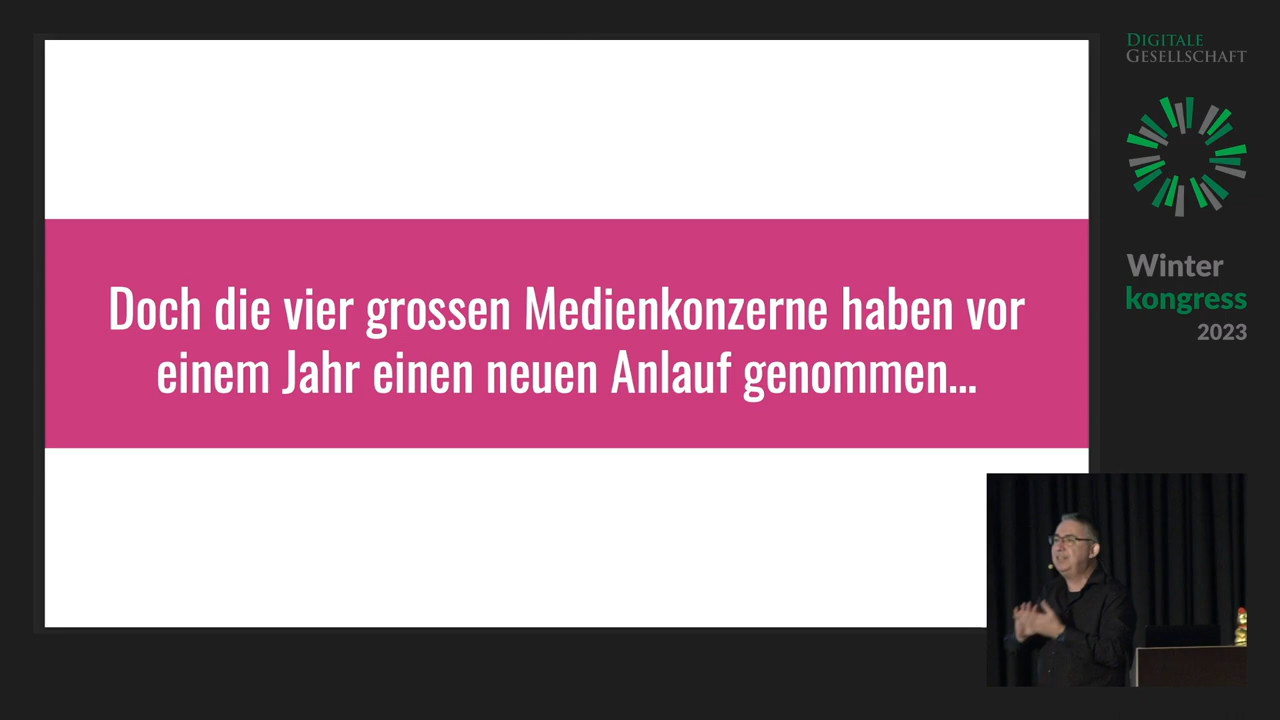 Doch die vier grossen Medienkonzerne haben vor
einem Jahr einen neuen Anlauf genommen...
DIGITALE
GESELLSCHAFT
Winter
kongress
2023